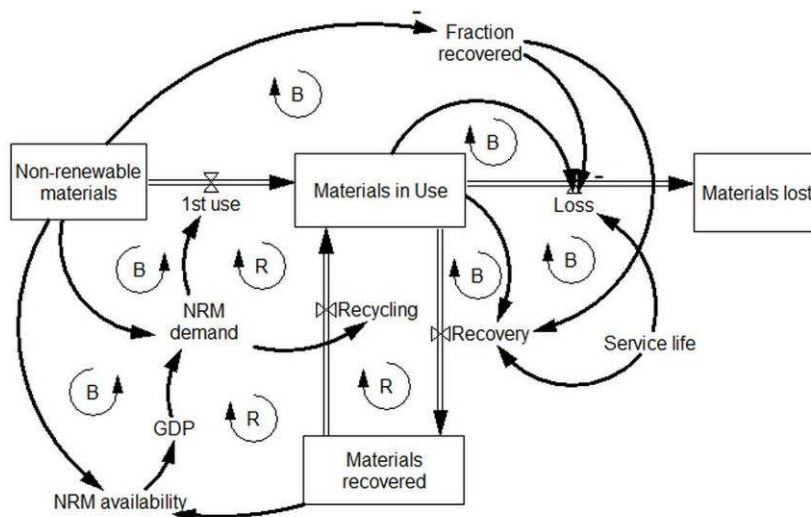 -
Fraction
recovered
B
Non-renewable
materials
B
Materials in Use
-
Materials lost
1st use
Loss
B
R
B
B
NRM
demand
Recycling
Recovery
Service life
B
R
R
GDP
Materials
recovered
NRM availability